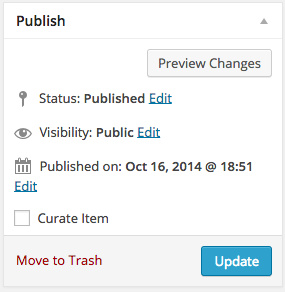 Publish
Preview Changes
Status: Published Edit
Visibility: Public Edit
Published on: Oct 16, 2014 @ 18:51
Edit
Curate Item
Move to Trash
Update